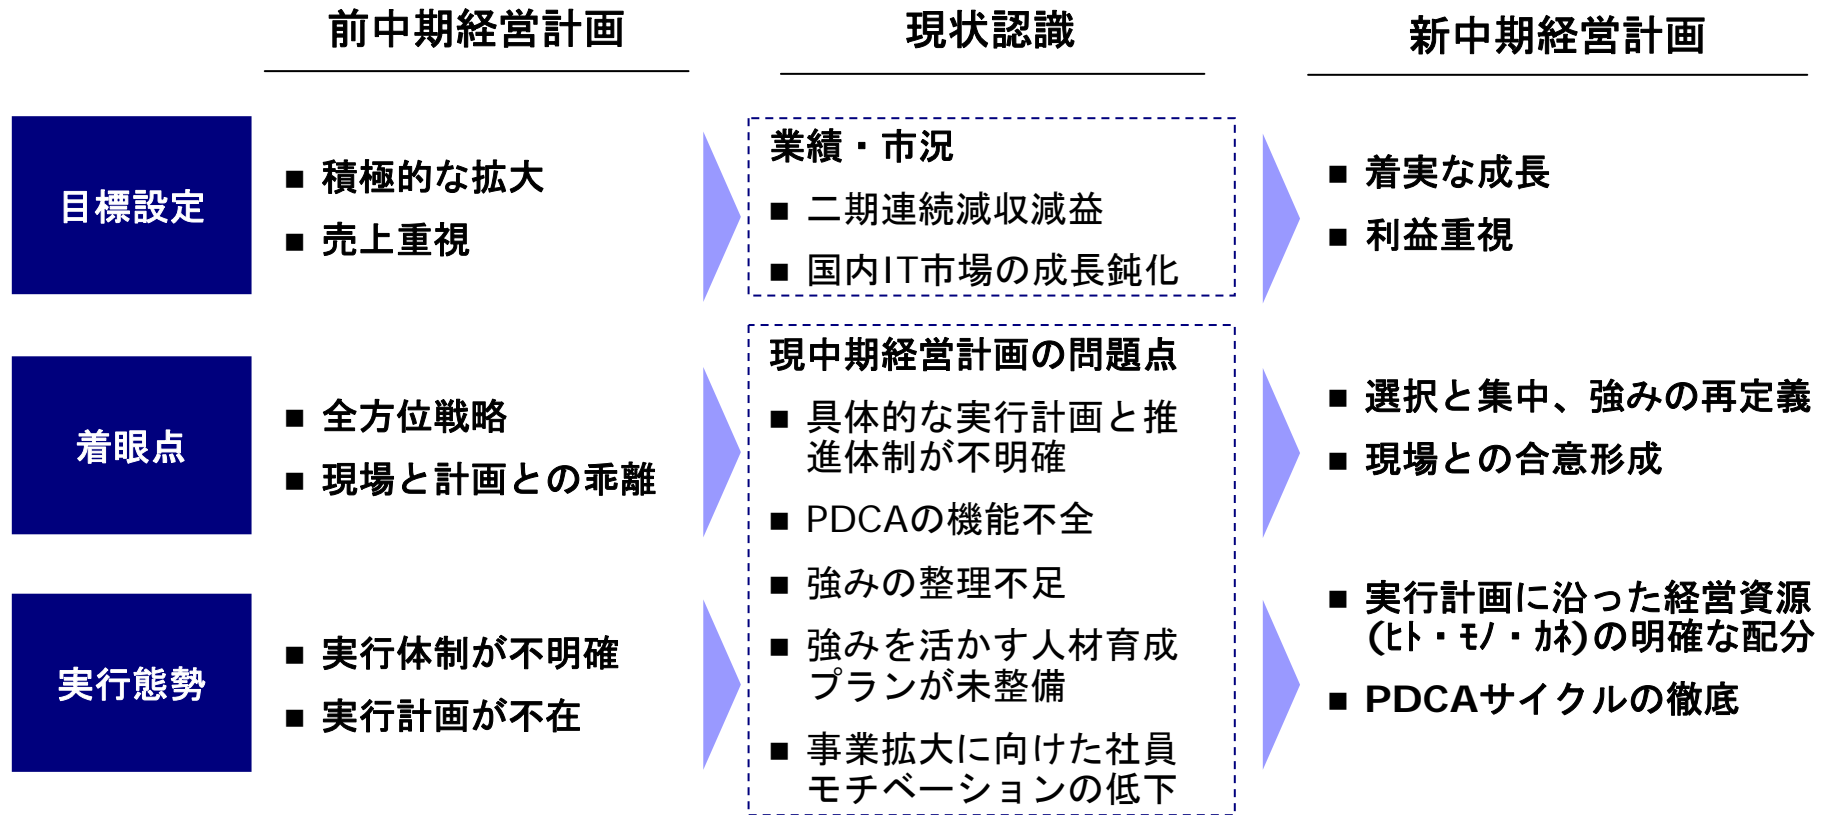 前中期経営計画
現状認識
新中期経営計画
目標設定
■ 積極的な拡大
■ 売上重視
業績・市況
■ 二期連続減収減益
■ 国内IT市場の成長鈍化
■ 着実な成長
■ 利益重視
着眼点
■ 全方位戦略
■ 現場と計画との乖離
現中期経営計画の問題点
■ 具体的な実行計画と推
進体制が不明確
■ PDCAの機能不全
■ 強みの整理不足
■ 強みを活かす人材育成
プランが未整備
■ 事業拡大に向けた社員
モチベーションの低下
■ 選択と集中、強みの再定義
■ 現場との合意形成
実行態勢
■ 実行体制が不明確
■ 実行計画が不在
■ 実行計画に沿った経営資源
(ﾋﾄ・ﾓﾉ・ｶﾈ)の明確な配分
■ PDCAサイクルの徹底